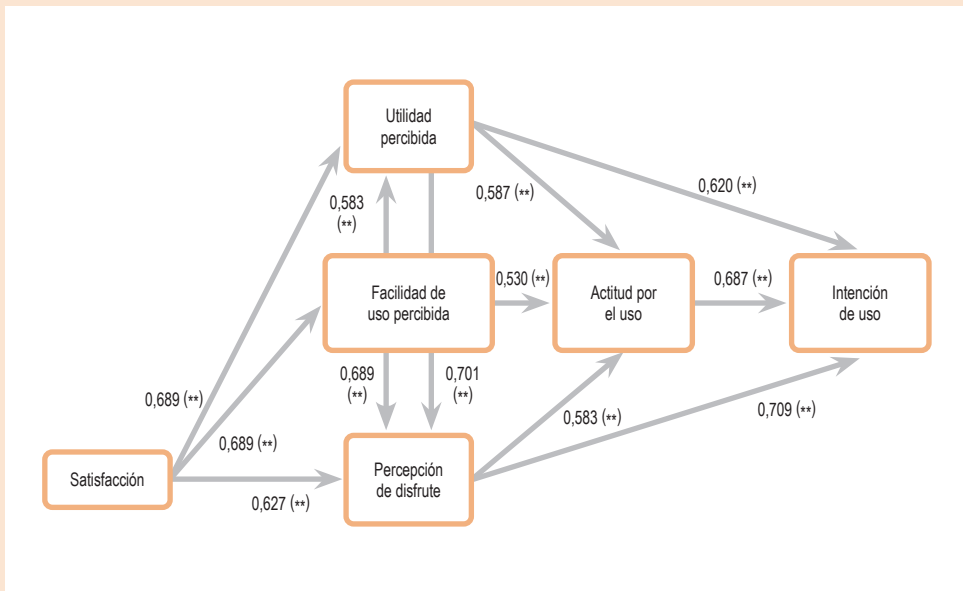 Utilidad
percibida
0,583
(**)
0,587 (**)
0,620 (**)
Facilidad de
uso percibida
0,530 (**)
Actitud por
el uso
0,687 (**)
Intención
de uso
0,689 (**)
0,689
(**)
0,701
(**)
0,689 (**)
0,583 (**)
0,709 (**)
Satisfacción
0,627 (**)
Percepción
de disfrute